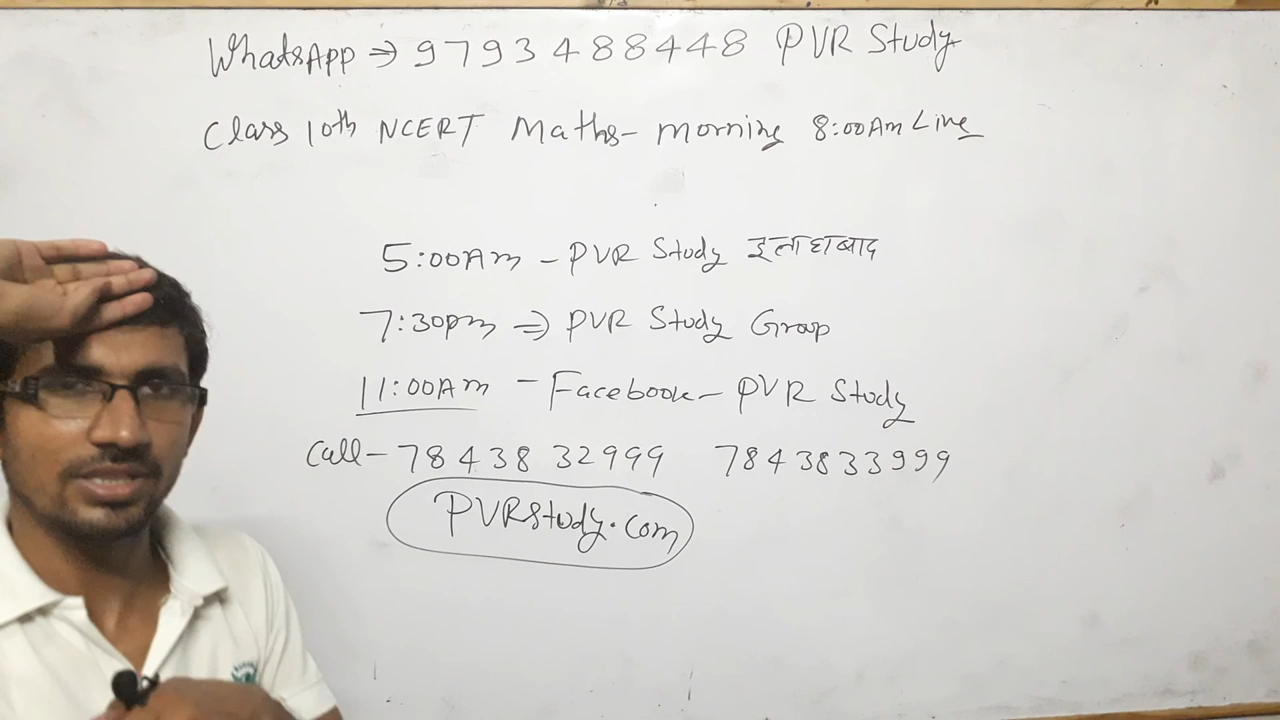 WhatsApp ⇒ 9793488448 PVR Study
Class 10th NCERT Maths- morning 8:00Am Live
5:00Am - PVR Study इलाहाबाद
7:30pm ⇒ PVR Study Group
11:00Am - Facebook- PVR Study
Call- 78438 32999 7843833999
PVRStudy.com